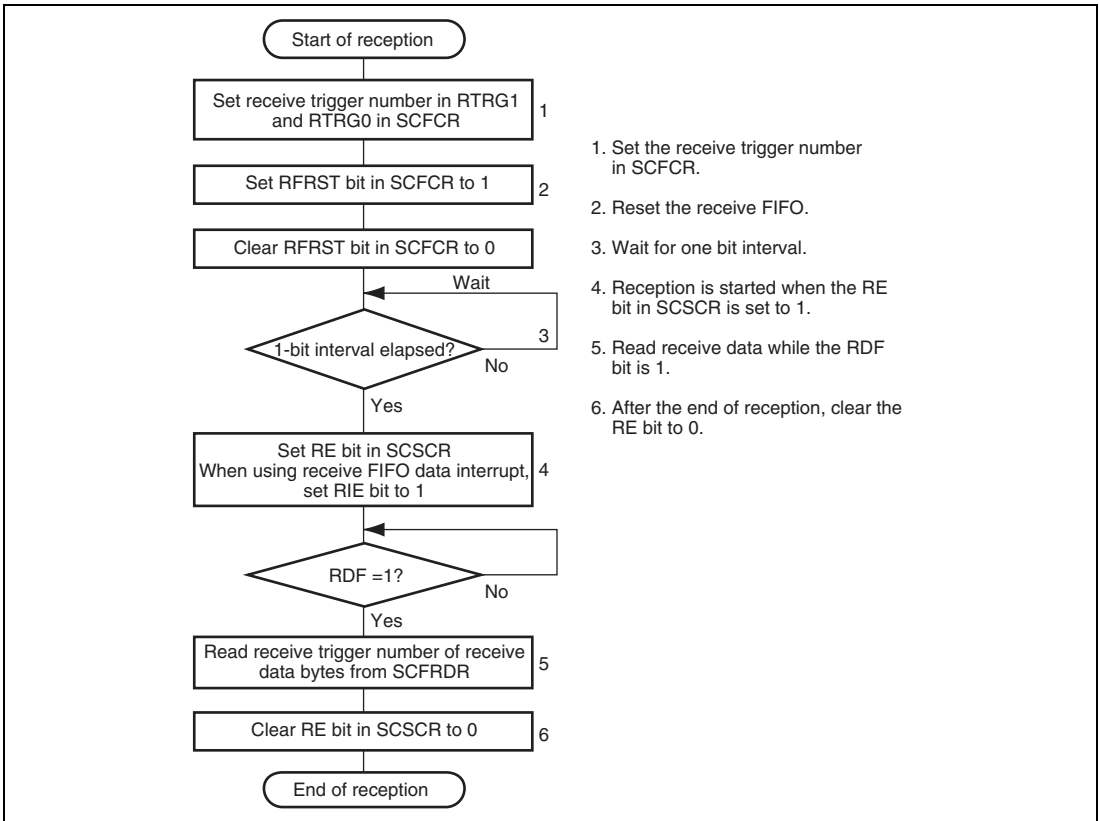 Start of reception
Set receive trigger number in RTRG1
and RTRG0 in SCFCR
1
Set RFRST bit in SCFCR to 1
2
Clear RFRST bit in SCFCR to 0
Wait
1-bit interval elapsed?
3
No
Yes
Set RE bit in SCSCR
When using receive FIFO data interrupt,
set RIE bit to 1
4
RDF =1?
No
Yes
Read receive trigger number of receive
data bytes from SCFRDR
5
Clear RE bit in SCSCR to 0
6
End of reception
1. Set the receive trigger number
in SCFCR.
2. Reset the receive FIFO.
3. Wait for one bit interval.
4. Reception is started when the RE
bit in SCSCR is set to 1.
5. Read receive data while the RDF
bit is 1.
6. After the end of reception, clear the
RE bit to 0.